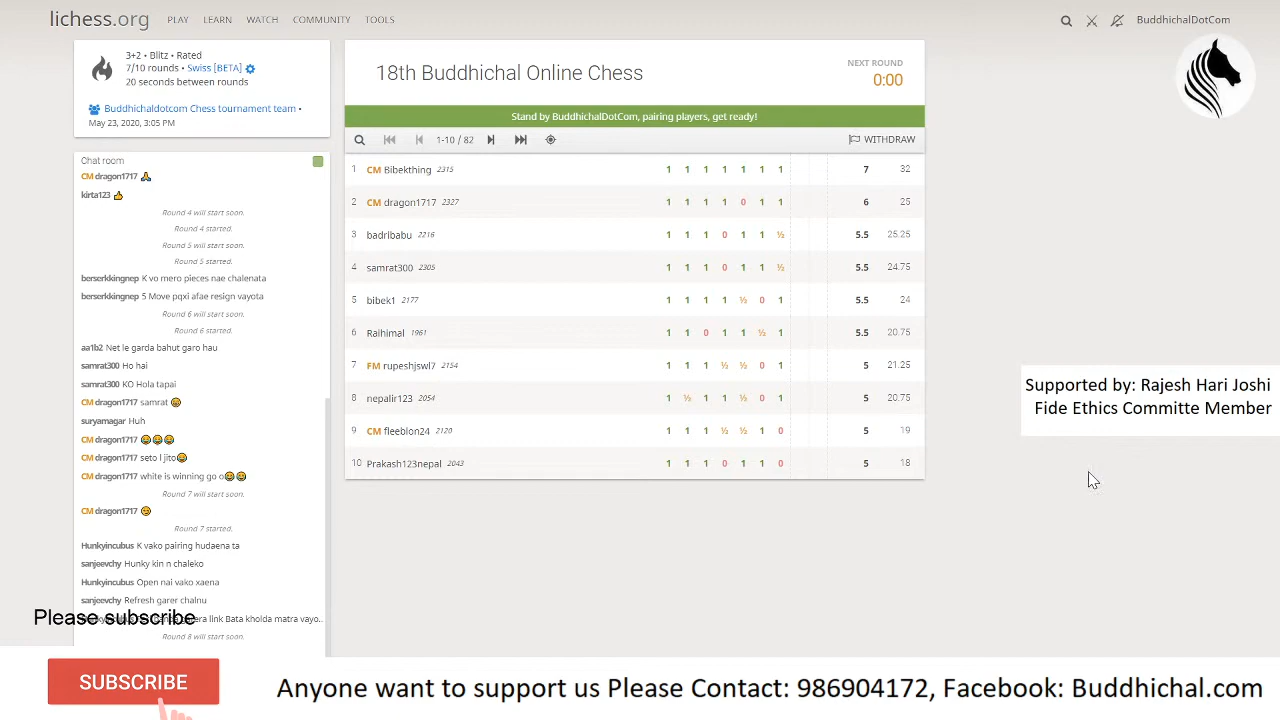 lichess.org PLAY LEARN WATCH COMMUNITY TOOLS BuddhichalDotCom
3+2 • Blitz • Rated
7/10 rounds • Swiss [BETA]
20 seconds between rounds
Buddhichaldotcom Chess tournament team •
May 23, 2020, 3:05 PM
Chat room
CM dragon1717 🙏
kirta123 👍
Round 4 will start soon.
Round 4 started.
Round 5 will start soon.
Round 5 started.
berserkkingnep K vo mero pieces nae chalenata
berserkkingnep 5 Move pqxi afae resign vayota
Round 6 will start soon.
Round 6 started.
aa1b2 Net le garda bahut garo hau
samrat300 Ho hai
samrat300 KO Hola tapai
CM dragon1717 samrat
suryamagar Huh
CM dragon1717
CM dragon1717 seto l jito
CM dragon1717 white is winning go o
Round 7 will start soon.
CM dragon1717
Round 7 started.
Hunkyincubus K vako pairing hudaena ta
sanjeevchy Hunky kin n chaleko
Hunkyincubus Open nai vako xaena
sanjeevchy Refresh garer chalnu
link Bata kholda matra vayo..
Round 8 will start soon.
18th Buddhichal Online Chess
NEXT ROUND
0:00
Stand by BuddhichalDotCom, pairing players, get ready!
1-10 / 82 WITHDRAW
1 CM Bibekthing 2315 1 1 1 1 1 1 1 7 32
2 CM dragon1717 2327 1 1 1 1 0 1 1 6 25
3 badribabu 2216 1 1 1 0 1 1 ½ 5.5 25.25
4 samrat300 2305 1 1 1 0 1 1 ½ 5.5 24.75
5 bibek1 2177 1 1 1 1 ½ 0 1 5.5 24
6 Ralhimal 1961 1 1 0 1 1 ½ 1 5.5 20.75
7 FM rupeshjswl7 2154 1 1 1 ½ ½ 0 1 5 21.25
8 nepalir123 2054 1 ½ 1 1 ½ 0 1 5 20.75
9 CM fleeblon24 2120 1 1 1 ½ ½ 1 0 5 19
10 Prakash123nepal 2043 1 1 1 0 1 1 0 5 18
Supported by: Rajesh Hari Joshi
Fide Ethics Committe Member
Please subscribe
SUBSCRIBE
Anyone want to support us Please Contact: 986904172, Facebook: Buddhichal.com